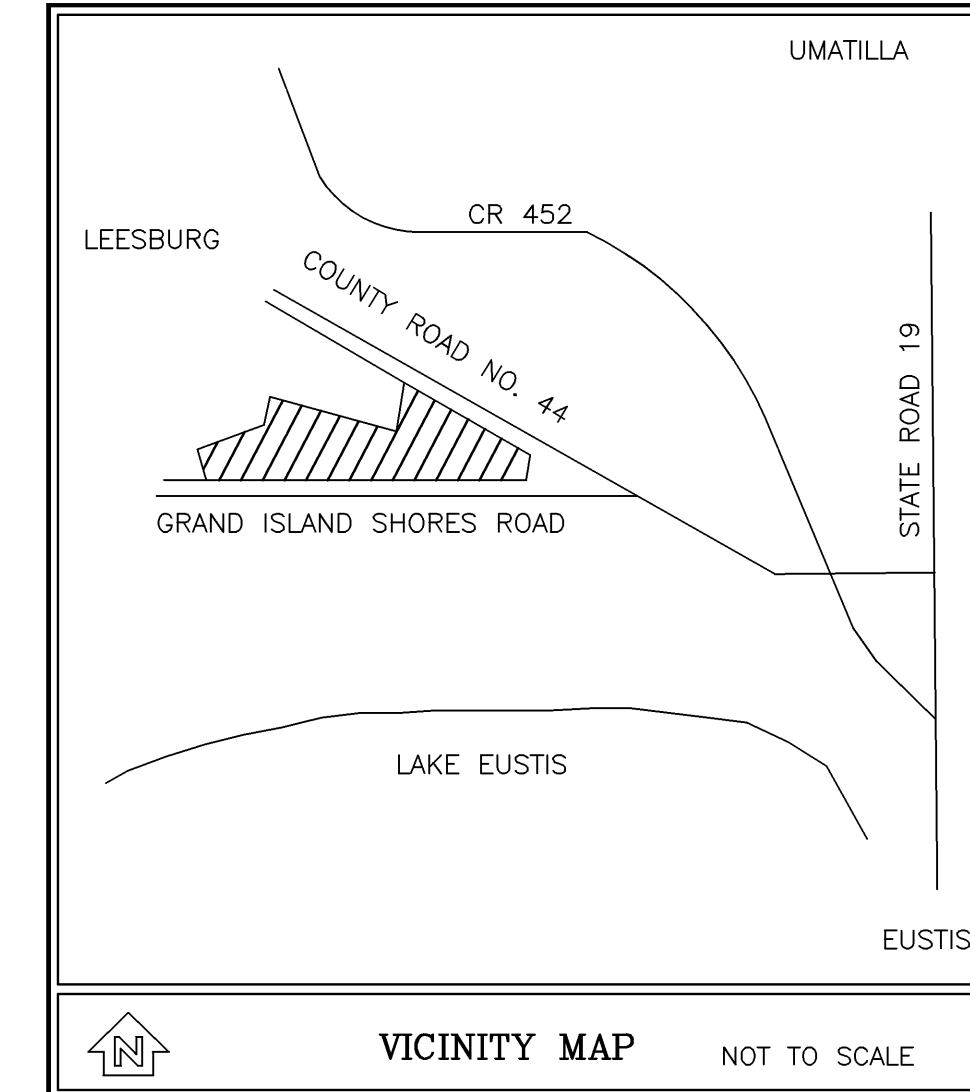 UMATILLA
CR 452
LEESBURG
COUNTY ROAD NO. 44
STATE ROAD 19
GRAND ISLAND SHORES ROAD
LAKE EUSTIS
EUSTIS
N
VICINITY MAP
NOT TO SCALE